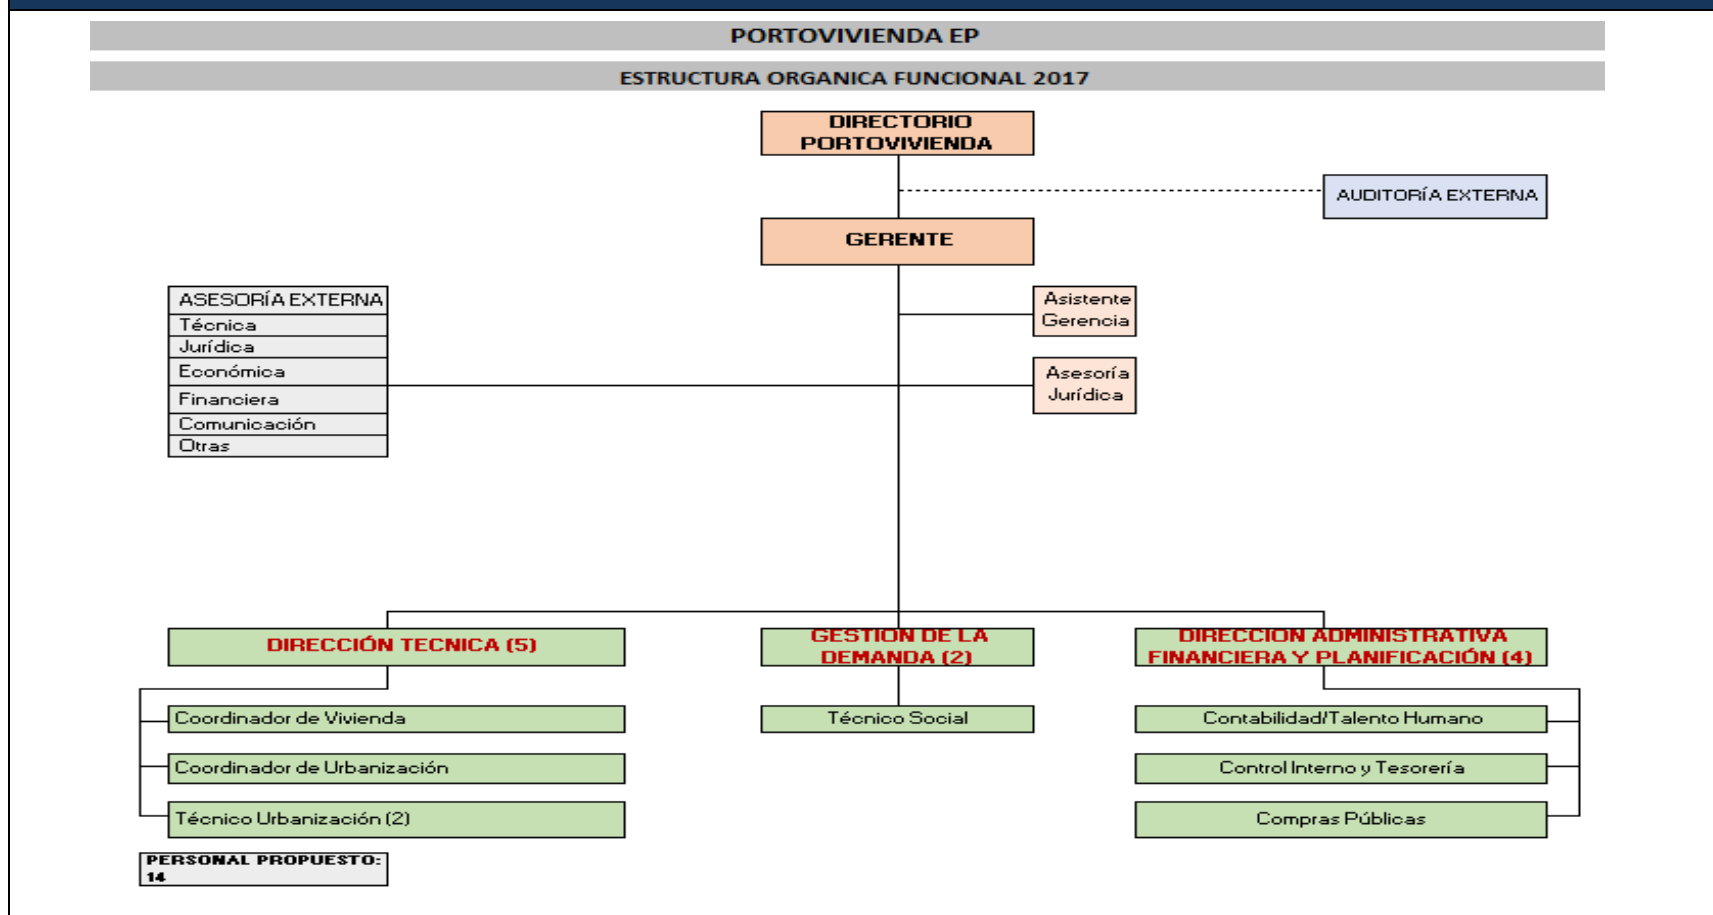 PORTOVIVIENDA EP
ESTRUCTURA ORGANICA FUNCIONAL 2017
DIRECTORIO
PORTOVIVIENDA
AUDITORÍA EXTERNA
GERENTE
ASESORÍA EXTERNA
Técnica
Jurídica
Económica
Financiera
Comunicación
Otras
Asistente
Gerencia
Asesoría
Jurídica
DIRECCIÓN TECNICA (5)
Coordinador de Vivienda
Coordinador de Urbanización
Técnico Urbanización (2)
GESTION DE LA
DEMANDA (2)
Técnico Social
DIRECCION ADMINISTRATIVA
FINANCIERA Y PLANIFICACIÓN (4)
Contabilidad/Talento Humano
Control Interno y Tesorería
Compras Públicas
PERSONAL PROPUESTO:
14